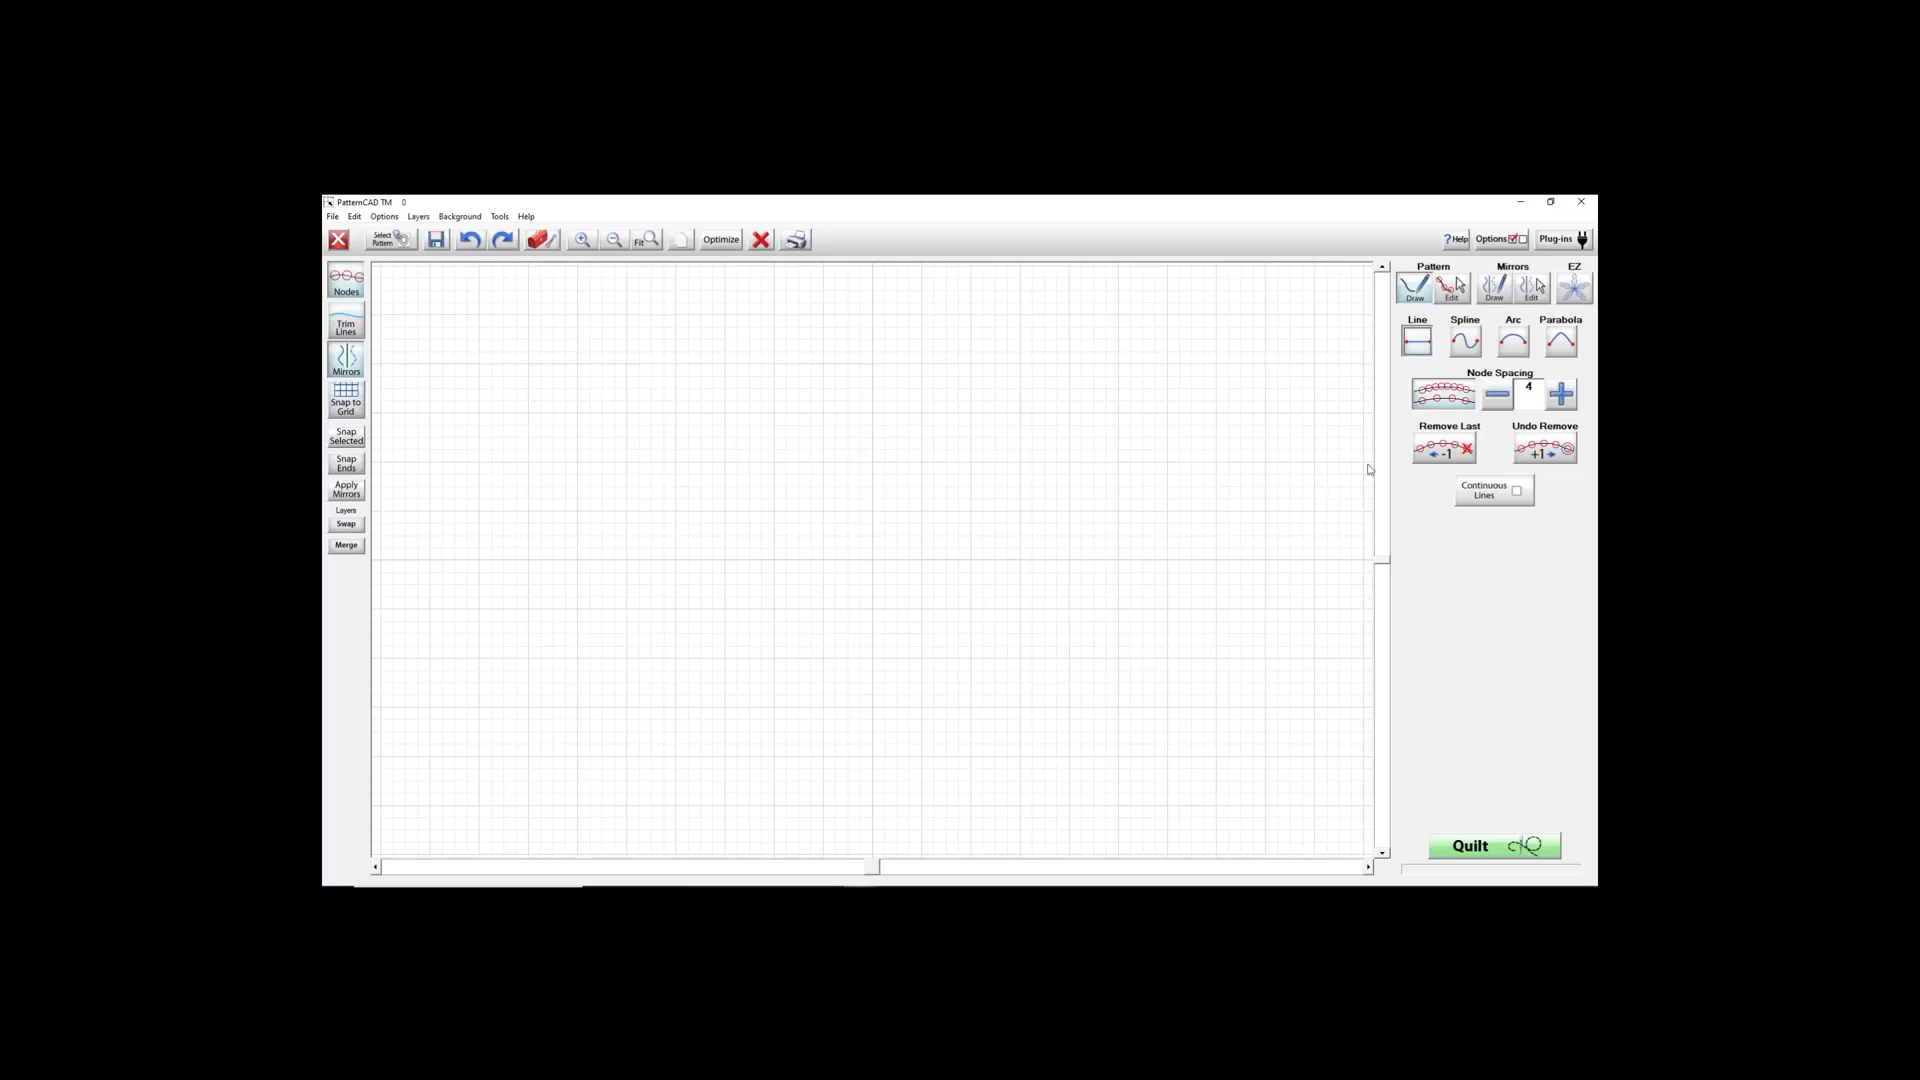 PatternCAD TM 0
File Edit Options Layers Background Tools Help
Select
Pattern
Fit
Optimize
?Help
Options
Plug-ins
Nodes
Trim
Lines
Mirrors
Snap to
Grid
Snap
Selected
Snap
Ends
Apply
Mirrors
Layers
Swap
Merge
Pattern Mirrors EZ
Draw Edit Draw Edit
Line Spline Arc Parabola
Node Spacing
4
Remove Last Undo Remove
-1 +1
Continuous
Lines
Quilt